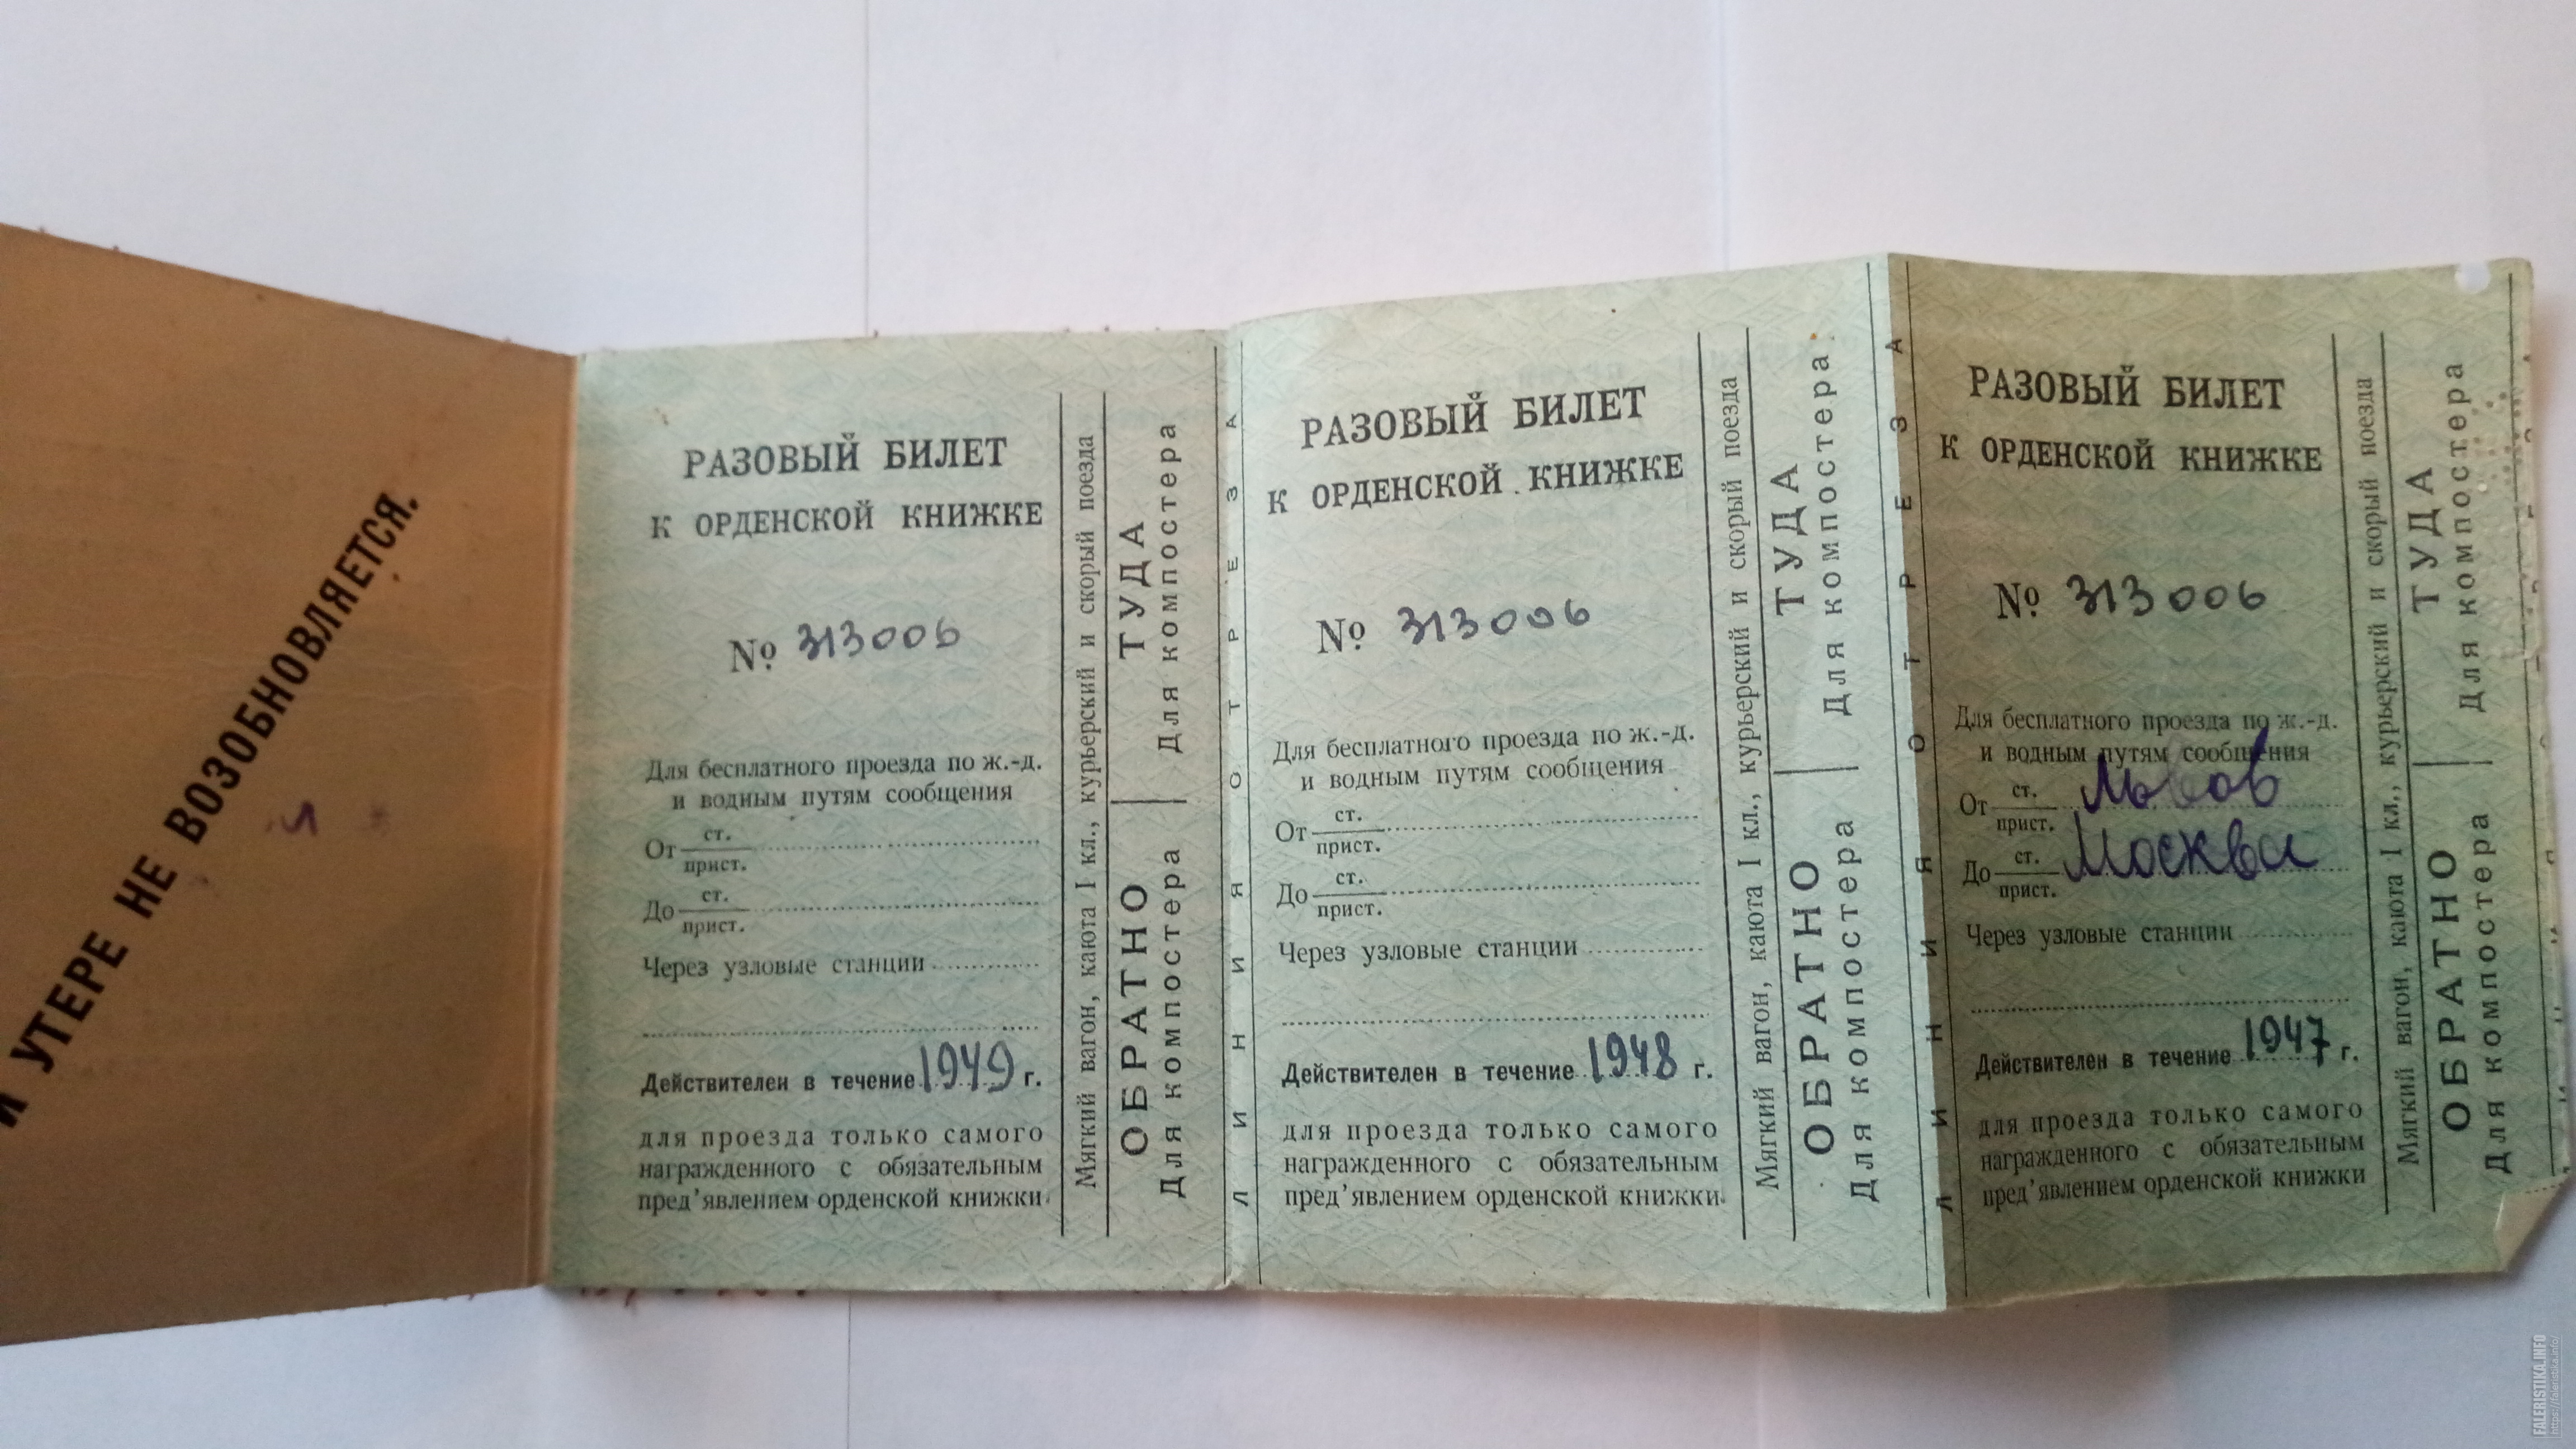 И УТЕРЕ НЕ ВОЗОБНОВЛЯЕТСЯ.
РАЗОВЫЙ БИЛЕТ
К ОРДЕНСКОЙ КНИЖКЕ
№ 313006
Для бесплатного проезда по ж.-д.
и водным путям сообщения
От ст.
прист.
До ст.
прист.
Через узловые станции
Действителен в течение 1949 г.
для проезда только самого
награжденного с обязательным
пред'явлением орденской книжки
Мягкий вагон, каюта I кл., курьерский и скорый поезда
ОБРАТНО ТУДА
Для компостера Для компостера
ЛИНИЯ ОТРЕЗА
РАЗОВЫЙ БИЛЕТ
К ОРДЕНСКОЙ КНИЖКЕ
№ 313006
Для бесплатного проезда по ж.-д.
и водным путям сообщения
От ст.
прист.
До ст.
прист.
Через узловые станции
Действителен в течение 1948 г.
для проезда только самого
награжденного с обязательным
пред'явлением орденской книжки
Мягкий вагон, каюта I кл., курьерский и скорый поезда
ОБРАТНО ТУДА
Для компостера Для компостера
ЛИНИЯ ОТРЕЗА
РАЗОВЫЙ БИЛЕТ
К ОРДЕНСКОЙ КНИЖКЕ
№ 313006
Для бесплатного проезда по ж.-д.
и водным путям сообщения
От ст. Львов
прист.
До ст. Москва
прист.
Через узловые станции
Действителен в течение 1947 г.
для проезда только самого
награжденного с обязательным
пред'явлением орденской книжки
Мягкий вагон, каюта I кл., курьерский и скорый поезда
ОБРАТНО ТУДА
Для компостера Для компостера
FALERISTIKA.INFO
https://faleristika.info/